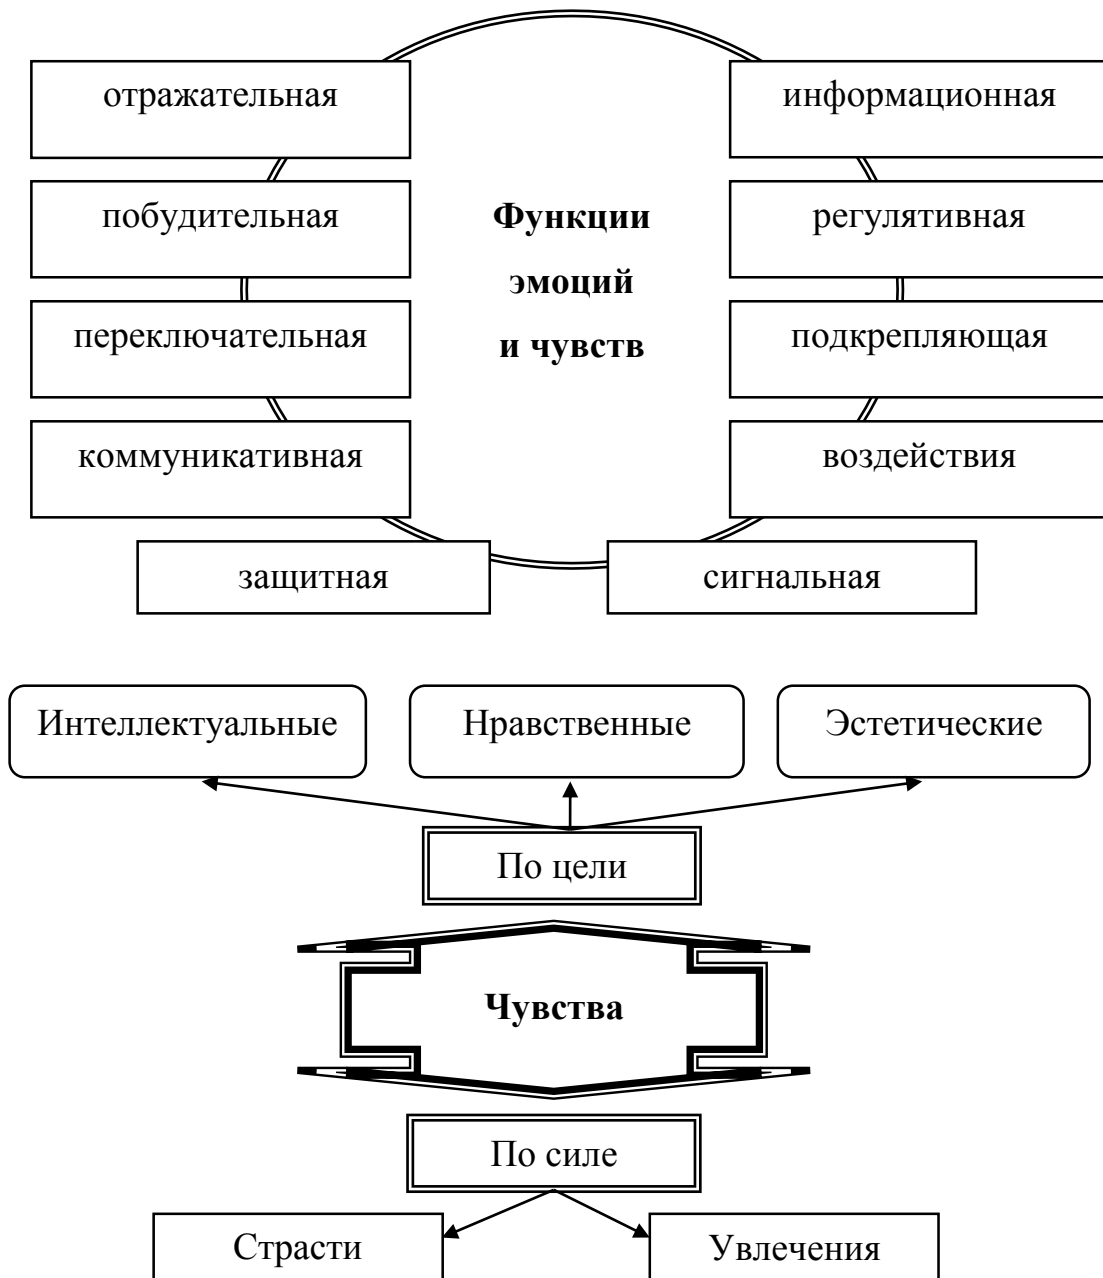 отражательная
информационная
побудительная
Функции
регулятивная
эмоций
переключательная
и чувств
подкрепляющая
коммуникативная
воздействия
защитная
сигнальная
Интеллектуальные
Нравственные
Эстетические
По цели
Чувства
По силе
Страсти
Увлечения